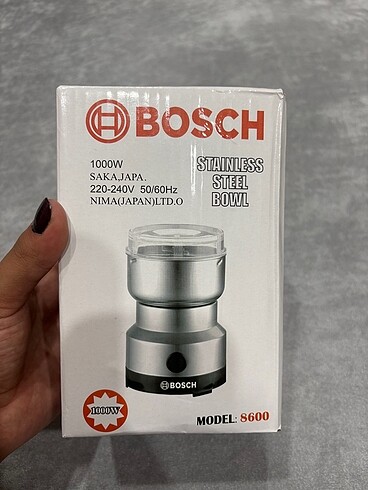 BOSCH
1000W
SAKA,JAPA.
220-240V 50/60Hz
NIMA(JAPAN)LTD.O
STAINLESS
STEEL
BOWL
BOSCH
1000W
MODEL: 8600